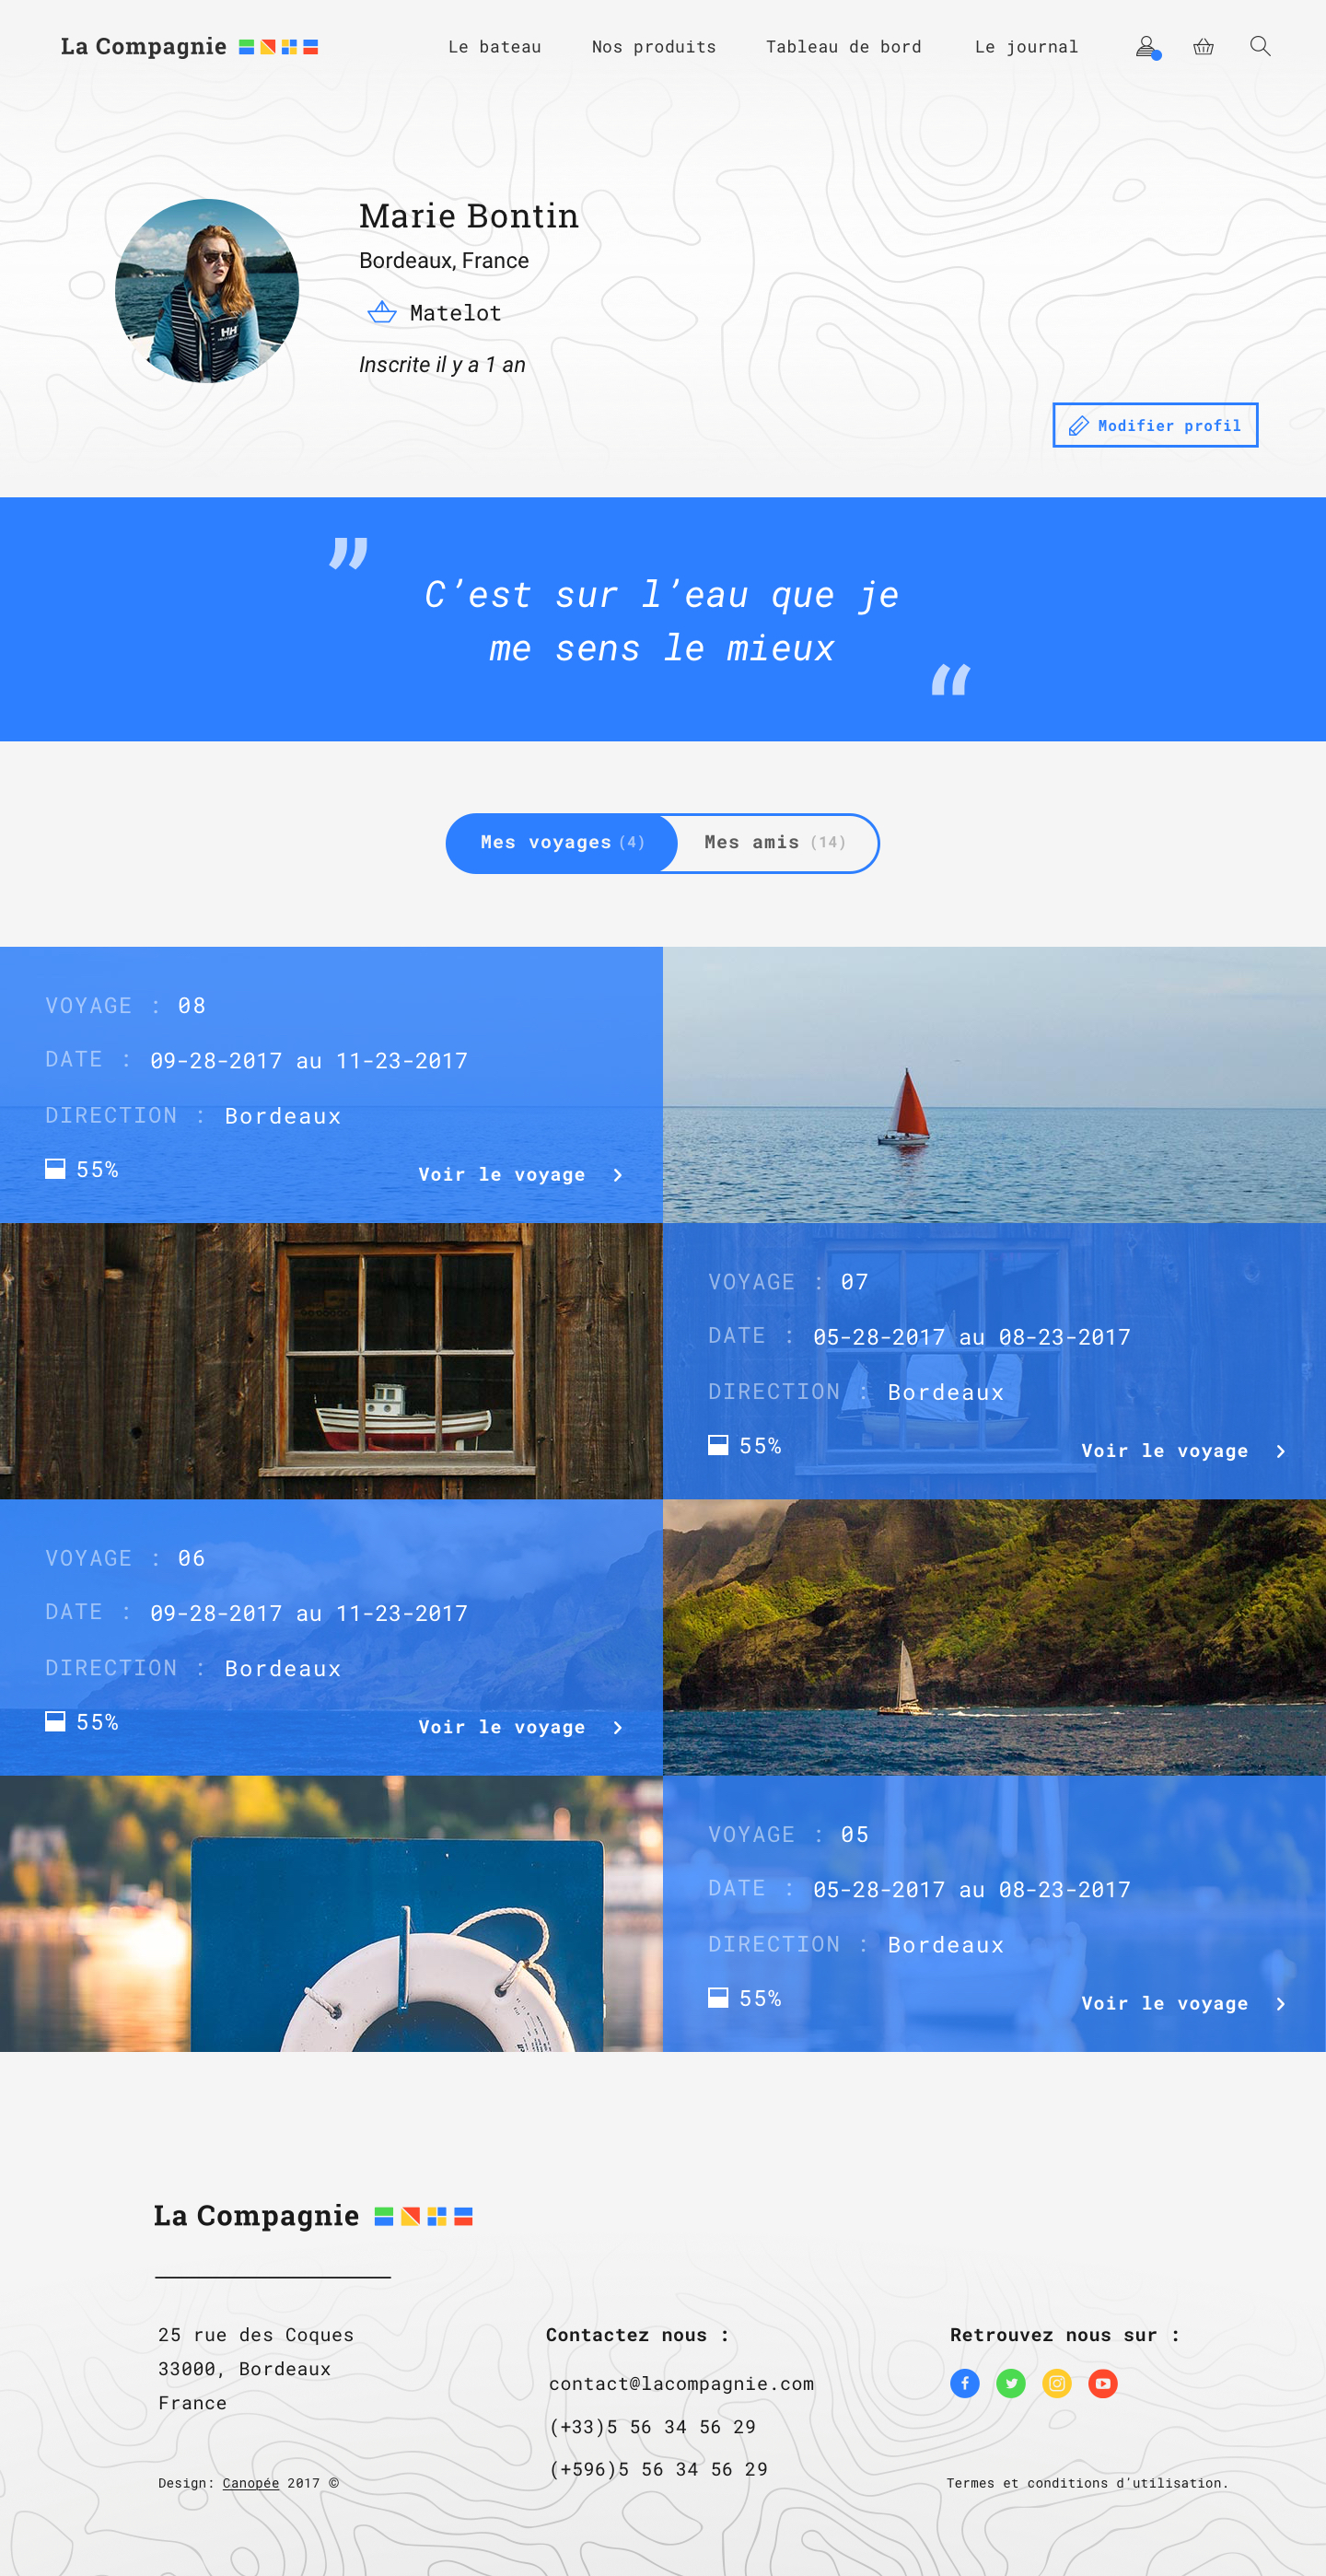 La Compagnie
Le bateau
Nos produits
Tableau de bord
Le journal
Marie Bontin
Bordeaux, France
Matelot
Inscrite il y a 1 an
HH
Modifier profil
”
C’est sur l’eau que je
me sens le mieux
“
Mes voyages (4)
Mes amis (14)
VOYAGE : 08
DATE : 09-28-2017 au 11-23-2017
DIRECTION : Bordeaux
55%
Voir le voyage >
VOYAGE : 07
DATE : 05-28-2017 au 08-23-2017
DIRECTION : Bordeaux
55%
Voir le voyage >
VOYAGE : 06
DATE : 09-28-2017 au 11-23-2017
DIRECTION : Bordeaux
55%
Voir le voyage >
VOYAGE : 05
DATE : 05-28-2017 au 08-23-2017
DIRECTION : Bordeaux
55%
Voir le voyage >
La Compagnie
25 rue des Coques
33000, Bordeaux
France
Contactez nous :
contact@lacompagnie.com
(+33)5 56 34 56 29
(+596)5 56 34 56 29
Retrouvez nous sur :
Design: Canopée 2017 ©
Termes et conditions d’utilisation.